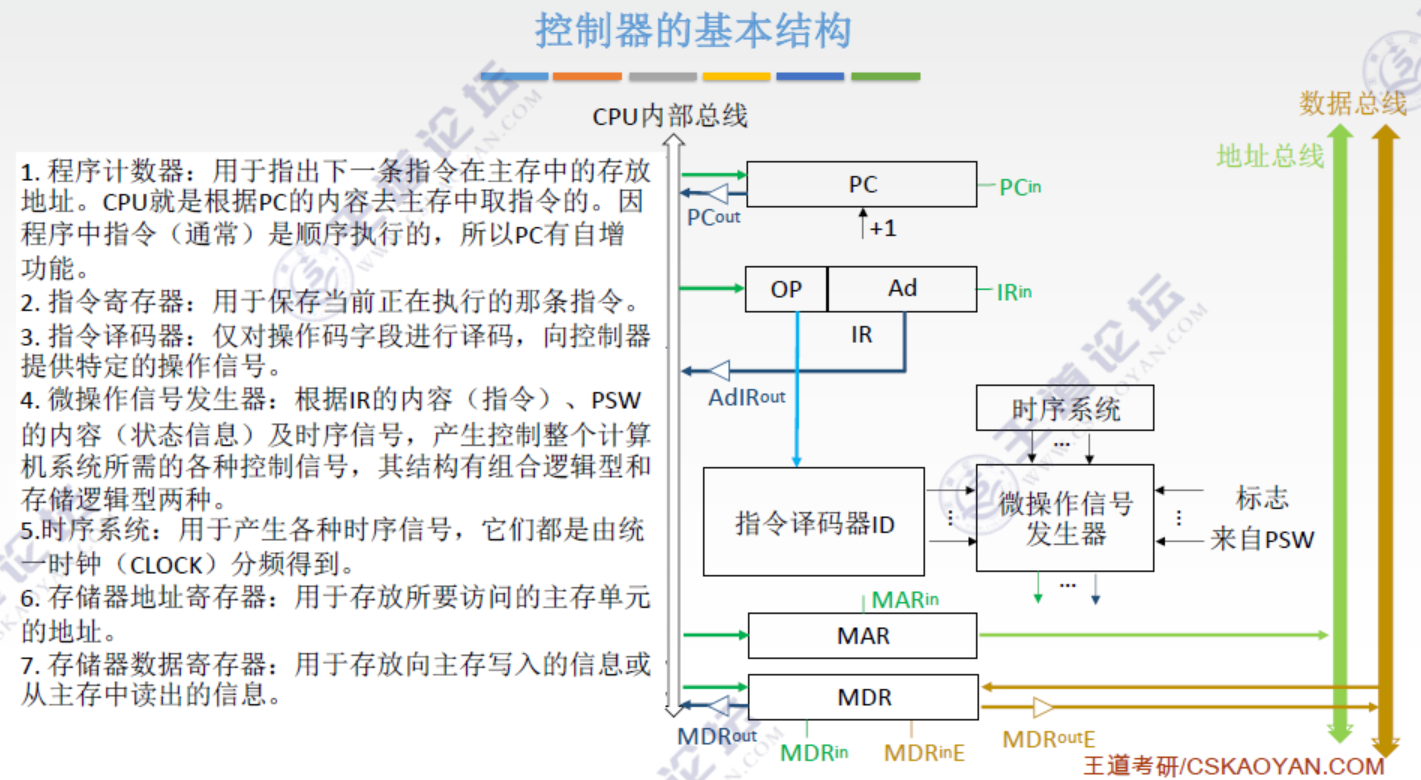 控制器的基本结构
1. 程序计数器：用于指出下一条指令在主存中的存放
地址。CPU就是根据PC的内容去主存中取指令的。因
程序中指令（通常）是顺序执行的，所以PC有自增
功能。
2. 指令寄存器：用于保存当前正在执行的那条指令。
3. 指令译码器：仅对操作码字段进行译码，向控制器
提供特定的操作信号。
4. 微操作信号发生器：根据IR的内容（指令）、PSW
的内容（状态信息）及时序信号，产生控制整个计算
机系统所需的各种控制信号，其结构有组合逻辑型和
存储逻辑型两种。
5.时序系统：用于产生各种时序信号，它们都是由统
一时钟（CLOCK）分频得到。
6. 存储器地址寄存器：用于存放所要访问的主存单元
的地址。
7. 存储器数据寄存器：用于存放向主存写入的信息或
从主存中读出的信息。
CPU内部总线
数据总线
地址总线
PC
PCin
PCout
+1
OP
Ad
IRin
IR
AdIRout
时序系统
...
指令译码器ID
...
微操作信号
发生器
...
标志
来自PSW
...
MARin
MAR
MDR
MDRout
MDRin
MDRinE
MDRoutE
王道考研/CSKAOYAN.COM
王道论坛
WWW.CSKAOYAN.COM
王道论坛
WWW.CSKAOYAN.COM